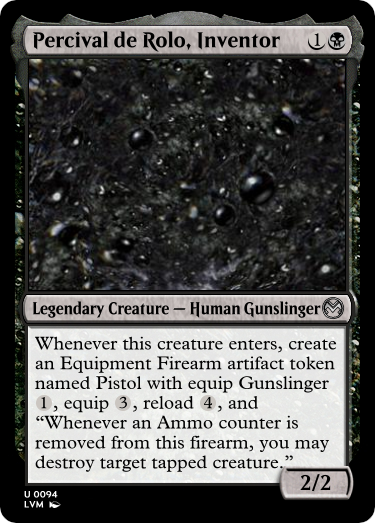 Percival de Rolo, Inventor 1
Legendary Creature — Human Gunslinger
Whenever this creature enters, create
an Equipment Firearm artifact token
named Pistol with equip Gunslinger
1, equip 3, reload 4, and
“Whenever an Ammo counter is
removed from this firearm, you may
destroy target tapped creature.”
2/2
U 0094
LVM